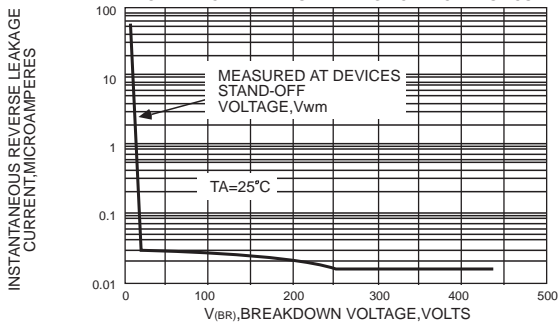 100
10
1
0.1
0.01
INSTANTANEOUS REVERSE LEAKAGE
CURRENT,MICROAMPERES
MEASURED AT DEVICES
STAND-OFF
VOLTAGE,Vwm
TA=25°C
0 100 200 300 400 500
V(BR),BREAKDOWN VOLTAGE,VOLTS